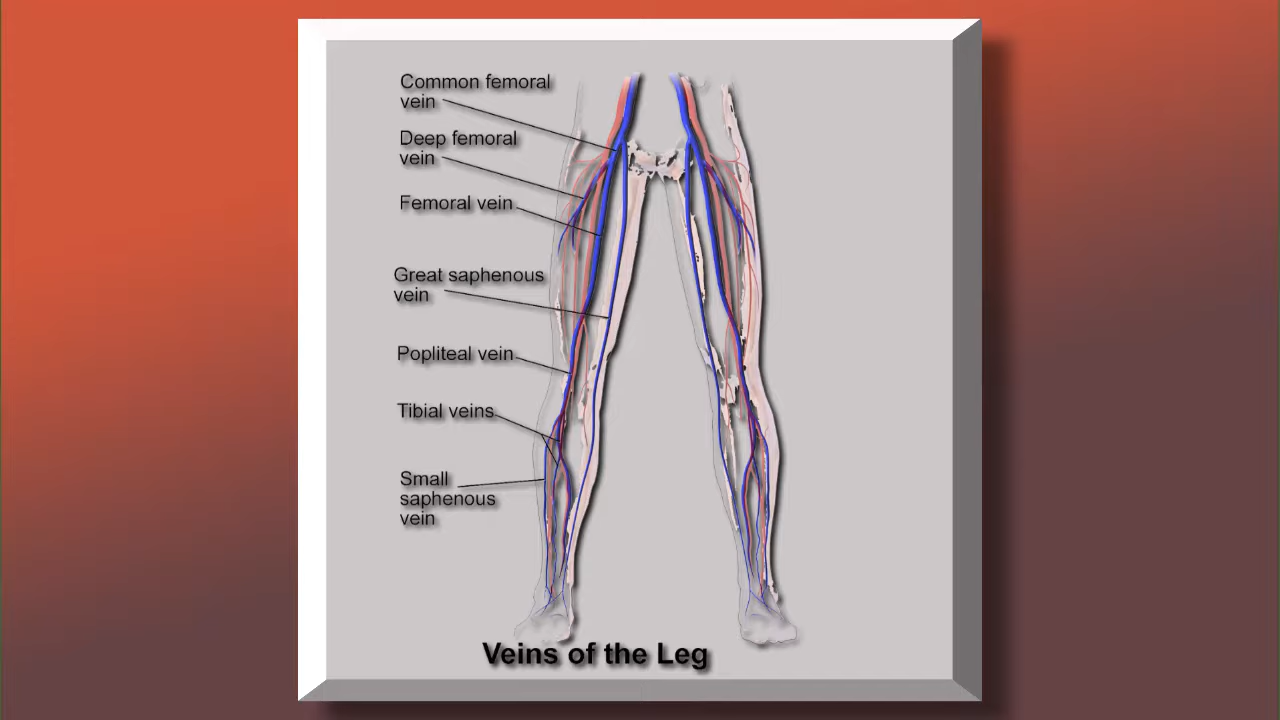 Common femoral
vein
Deep femoral
vein
Femoral vein
Great saphenous
vein
Popliteal vein
Tibial veins
Small
saphenous
vein
Veins of the Leg